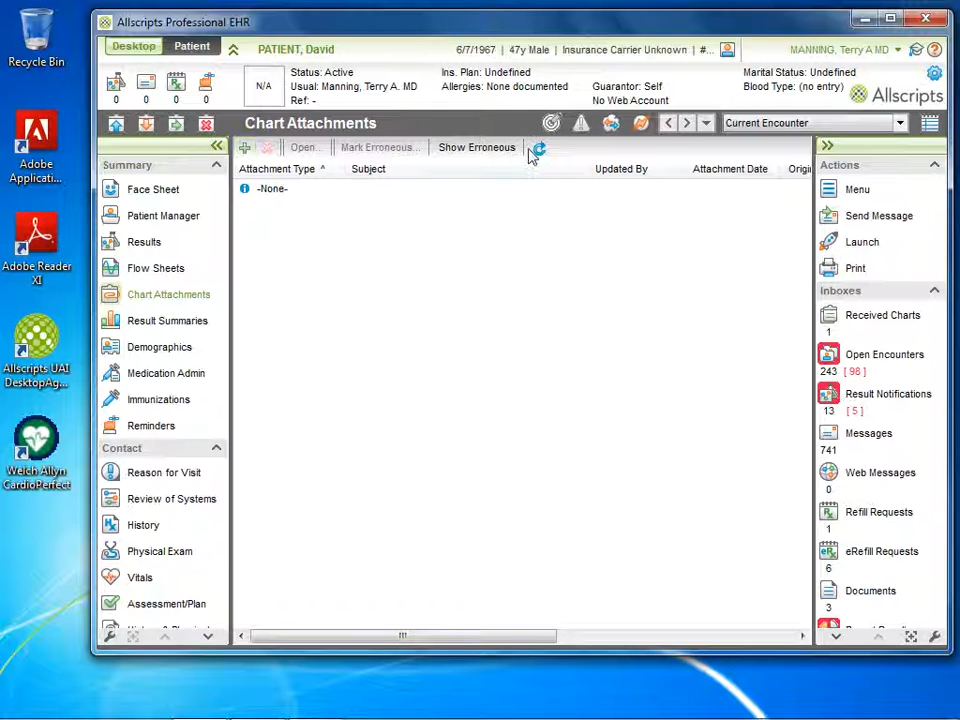 Recycle Bin
Adobe
Applicati...
Adobe Reader
XI
Allscripts UAI
DesktopAg...
Welch Allyn
CardioPerfect
Allscripts Professional EHR
Desktop
Patient
PATIENT, David
6/7/1967
47y Male
Insurance Carrier Unknown
#...
MANNING, Terry A MD
0
0
0
0
N/A
Status: Active
Usual: Manning, Terry A. MD
Ref: -
Ins. Plan: Undefined
Allergies: None documented
Guarantor: Self
No Web Account
Marital Status: Undefined
Blood Type: (no entry)
Allscripts
Chart Attachments
Current Encounter
Summary
Face Sheet
Patient Manager
Results
Flow Sheets
Chart Attachments
Result Summaries
Demographics
Medication Admin
Immunizations
Reminders
Contact
Reason for Visit
Review of Systems
History
Physical Exam
Vitals
Assessment/Plan
Open...
Mark Erroneous...
Show Erroneous
Attachment Type
Subject
Updated By
Attachment Date
Origi
-None-
Actions
Menu
Send Message
Launch
Print
Inboxes
Received Charts
1
Open Encounters
243 [ 98 ]
Result Notifications
13 [ 5 ]
Messages
741
Web Messages
0
Refill Requests
1
eRefill Requests
6
Documents
3